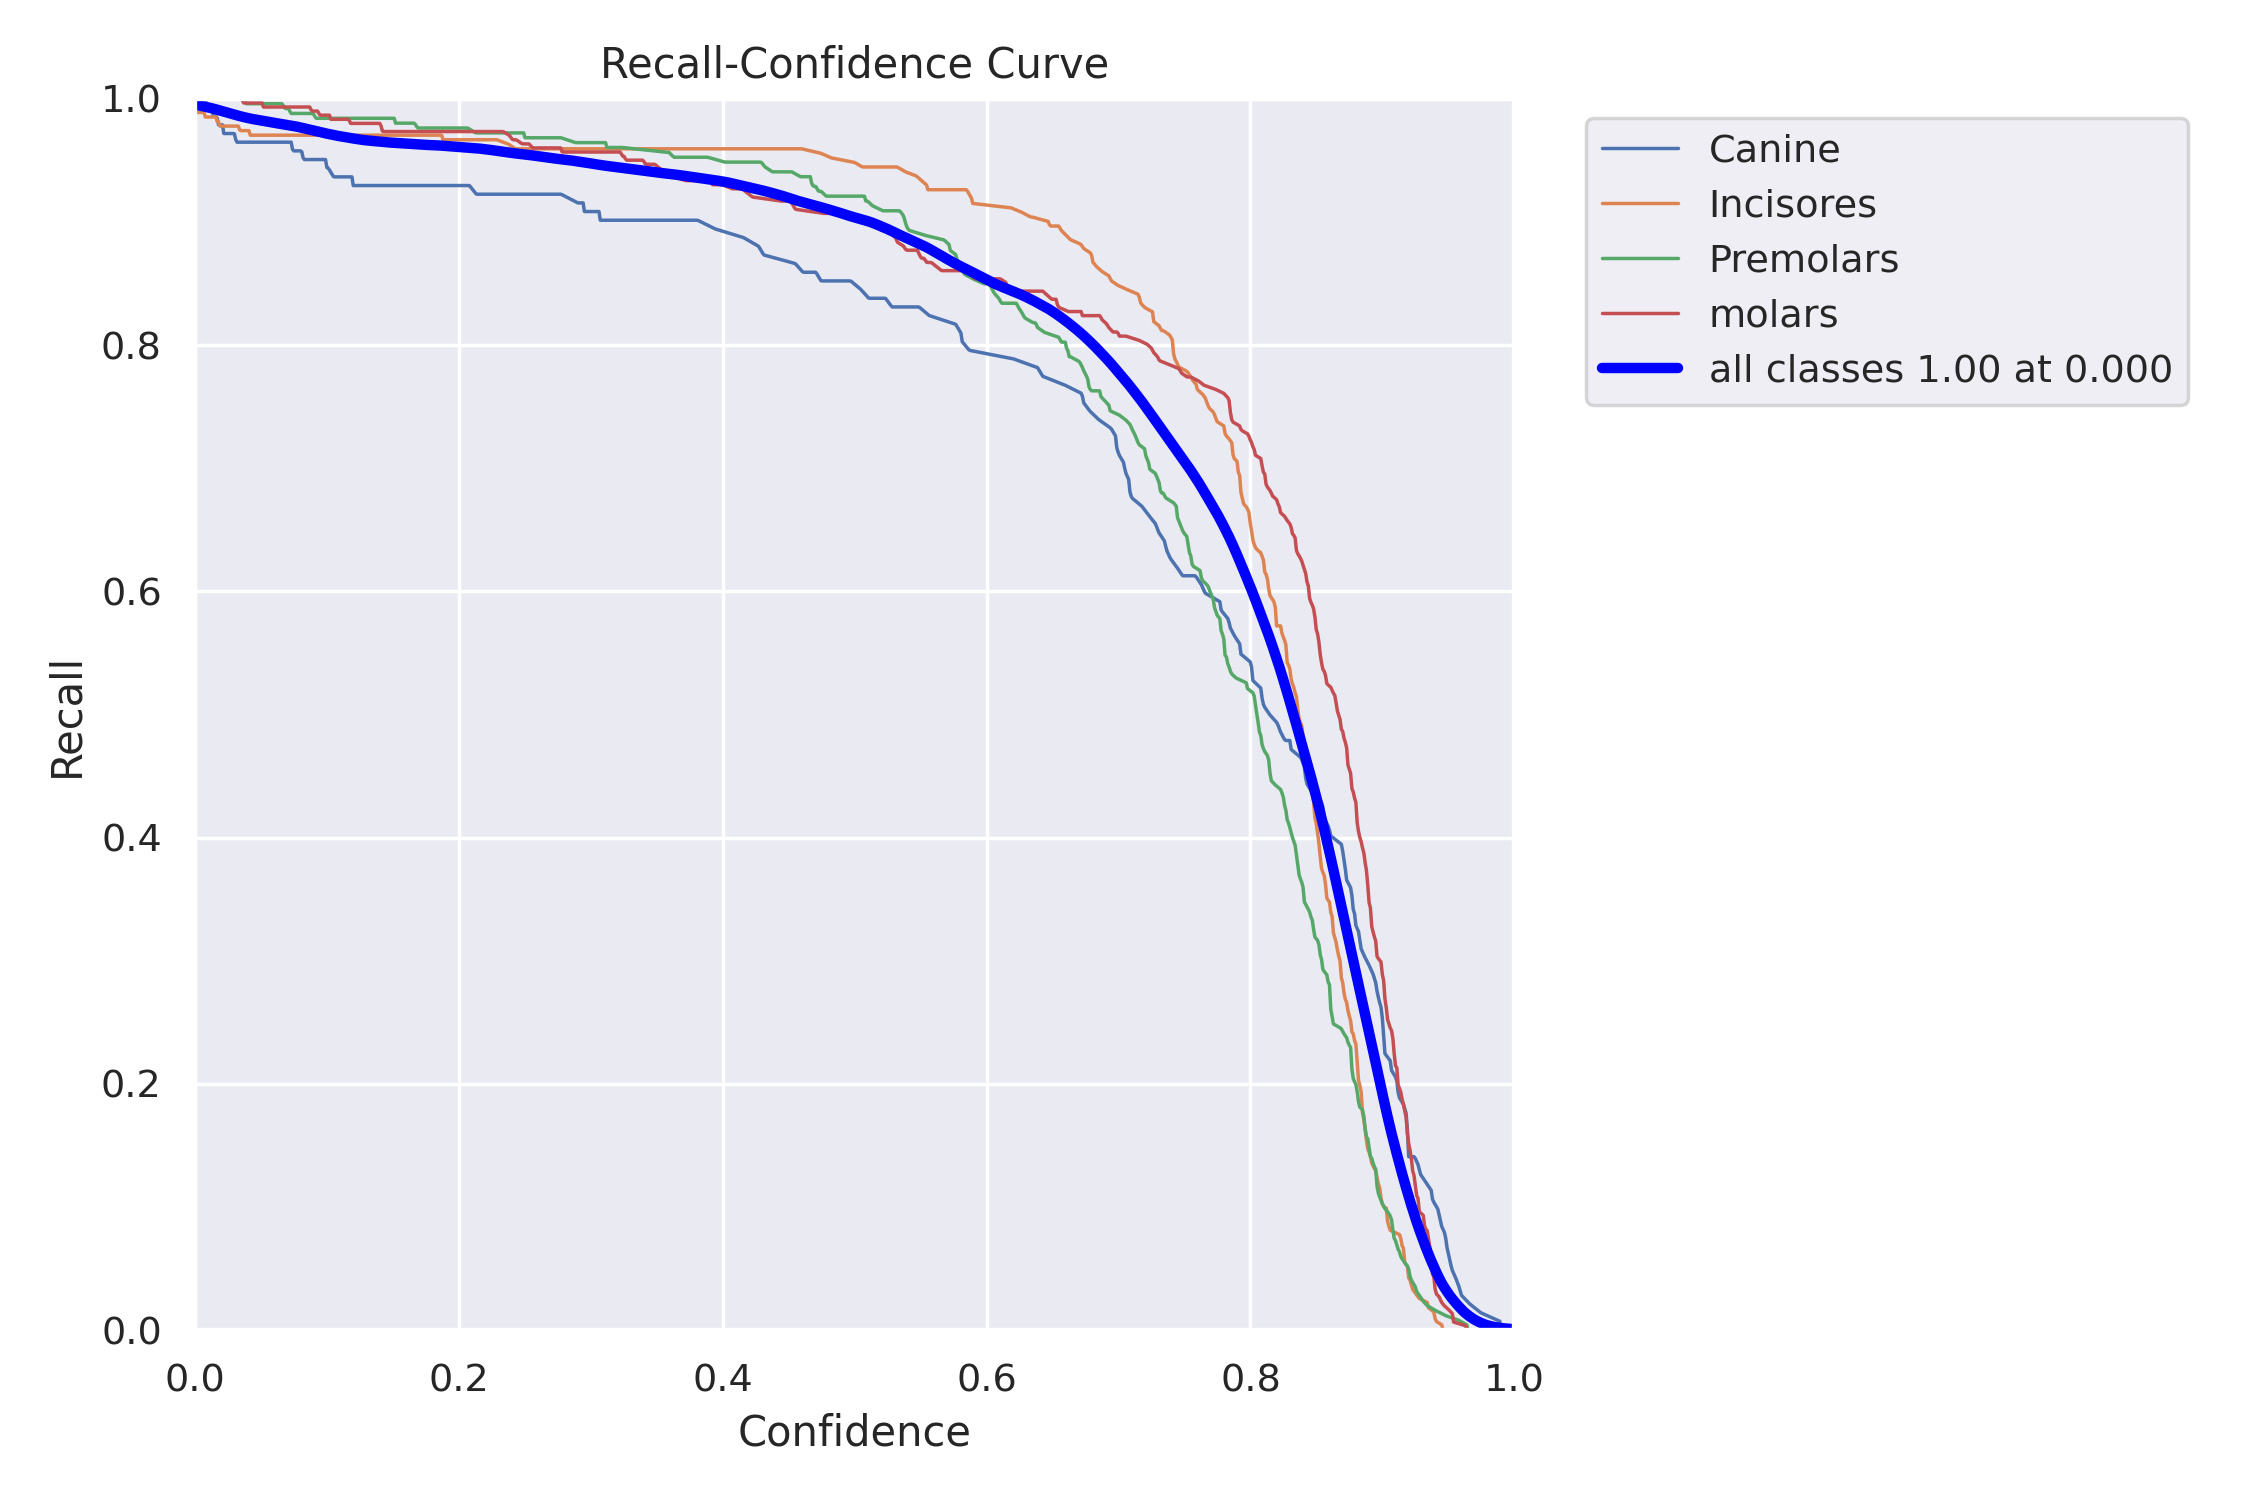 Recall-Confidence Curve
1.0
0.8
0.6
0.4
0.2
0.0
Recall
0.0 0.2 0.4 0.6 0.8 1.0
Confidence
Canine
Incisores
Premolars
molars
all classes 1.00 at 0.000